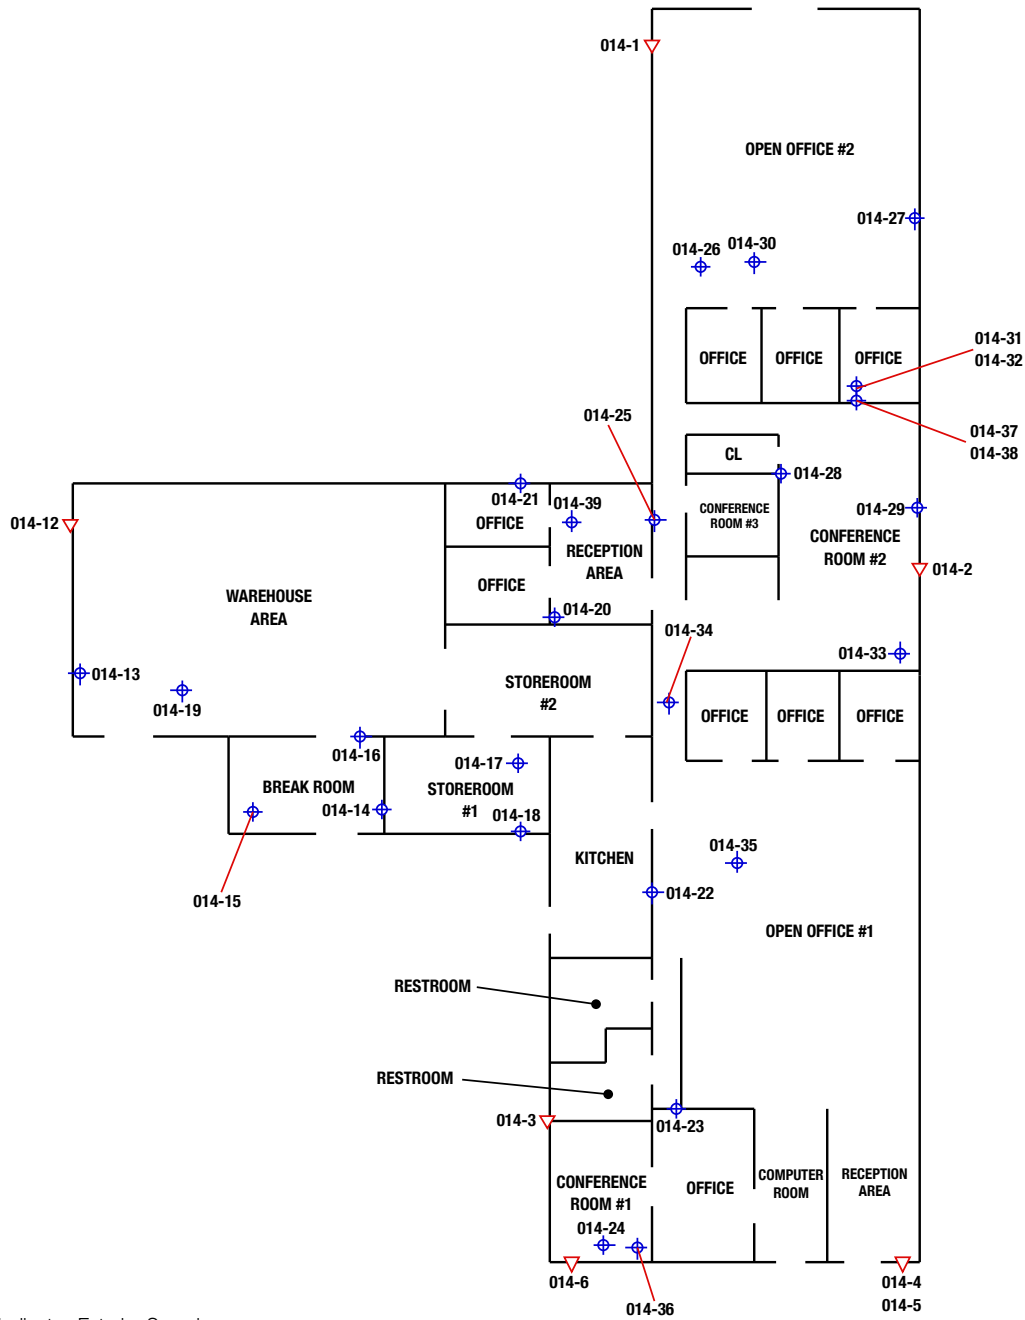 014-1
OPEN OFFICE #2
014-27
014-26
014-30
014-31
014-32
OFFICE
OFFICE
OFFICE
014-25
014-37
014-38
CL
014-28
014-21
014-39
014-12
OFFICE
CONFERENCE
ROOM #3
014-29
CONFERENCE
ROOM #2
RECEPTION
AREA
014-2
OFFICE
WAREHOUSE
AREA
014-20
014-34
014-33
014-13
014-19
STOREROOM
#2
OFFICE
OFFICE
OFFICE
014-16
014-17
BREAK ROOM
STOREROOM
#1
014-14
014-18
014-35
KITCHEN
014-15
014-22
OPEN OFFICE #1
RESTROOM
RESTROOM
014-3
014-23
CONFERENCE
ROOM #1
OFFICE
COMPUTER
ROOM
RECEPTION
AREA
014-24
014-6
014-36
014-4
014-5